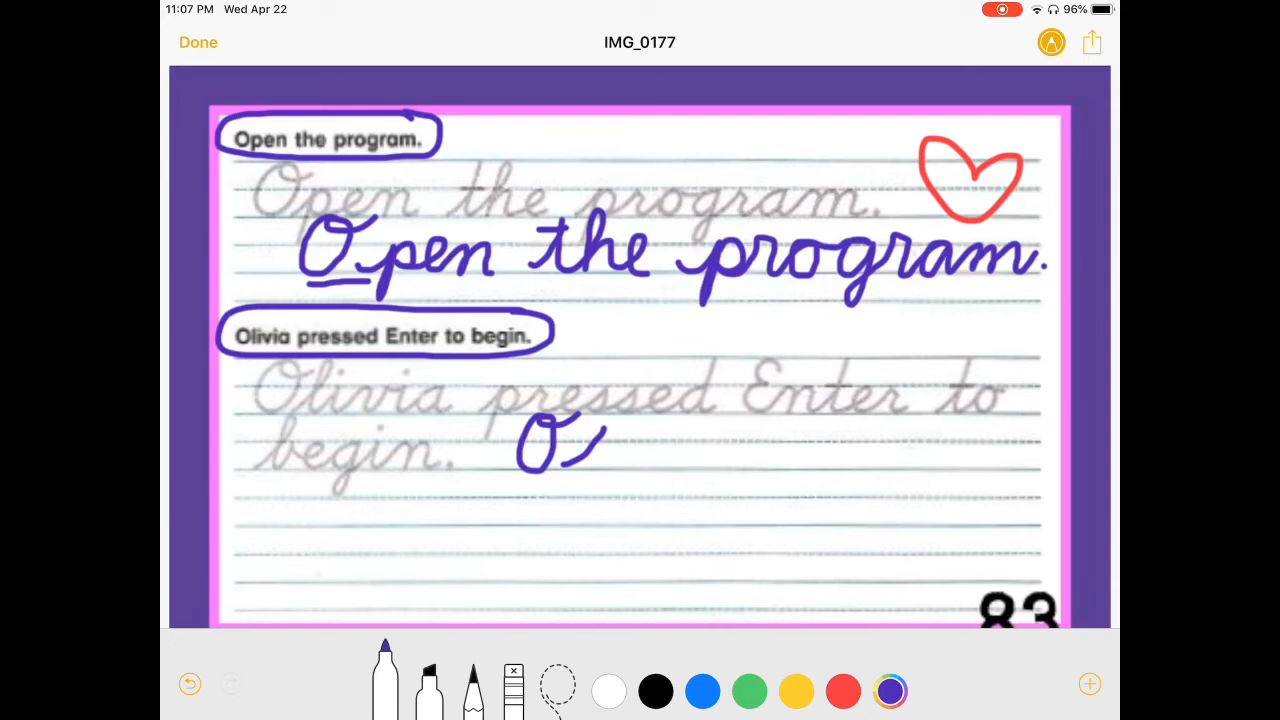 11:07 PM Wed Apr 22
96%
Done
IMG_0177
Open the program.
Open the program.
Open the program.
Olivia pressed Enter to begin.
Olivia pressed Enter to
begin. O
83